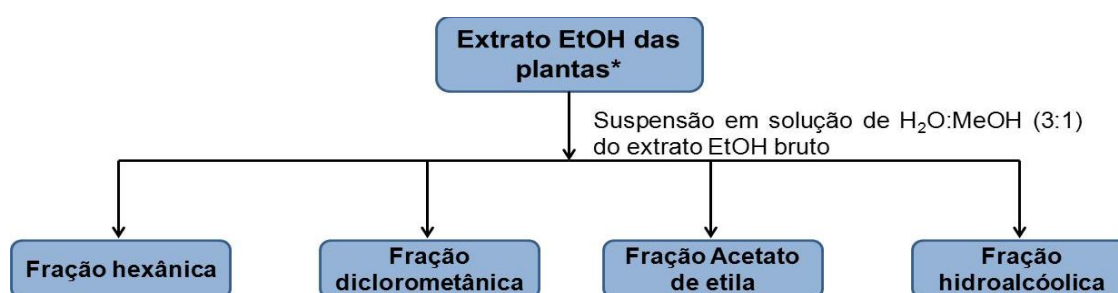 Extrato EtOH das
plantas*
Suspensão em solução de H₂O:MeOH (3:1)
do extrato EtOH bruto
Fração hexânica
Fração
diclorometânica
Fração Acetato
de etila
Fração
hidroalcóolica